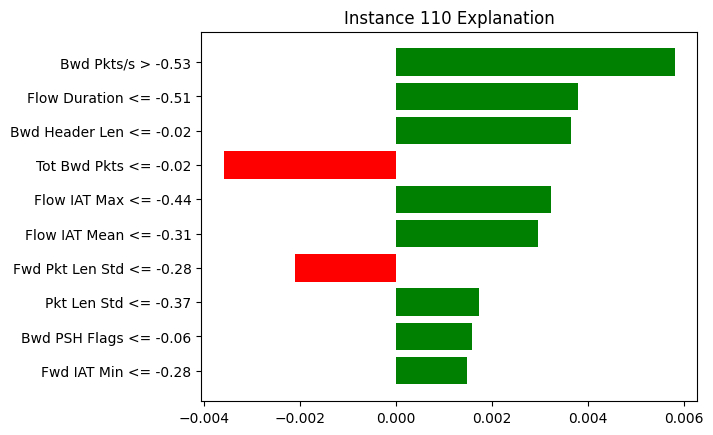 Instance 110 Explanation
Bwd Pkts/s > -0.53
Flow Duration <= -0.51
Bwd Header Len <= -0.02
Tot Bwd Pkts <= -0.02
Flow IAT Max <= -0.44
Flow IAT Mean <= -0.31
Fwd Pkt Len Std <= -0.28
Pkt Len Std <= -0.37
Bwd PSH Flags <= -0.06
Fwd IAT Min <= -0.28
−0.004 −0.002 0.000 0.002 0.004 0.006